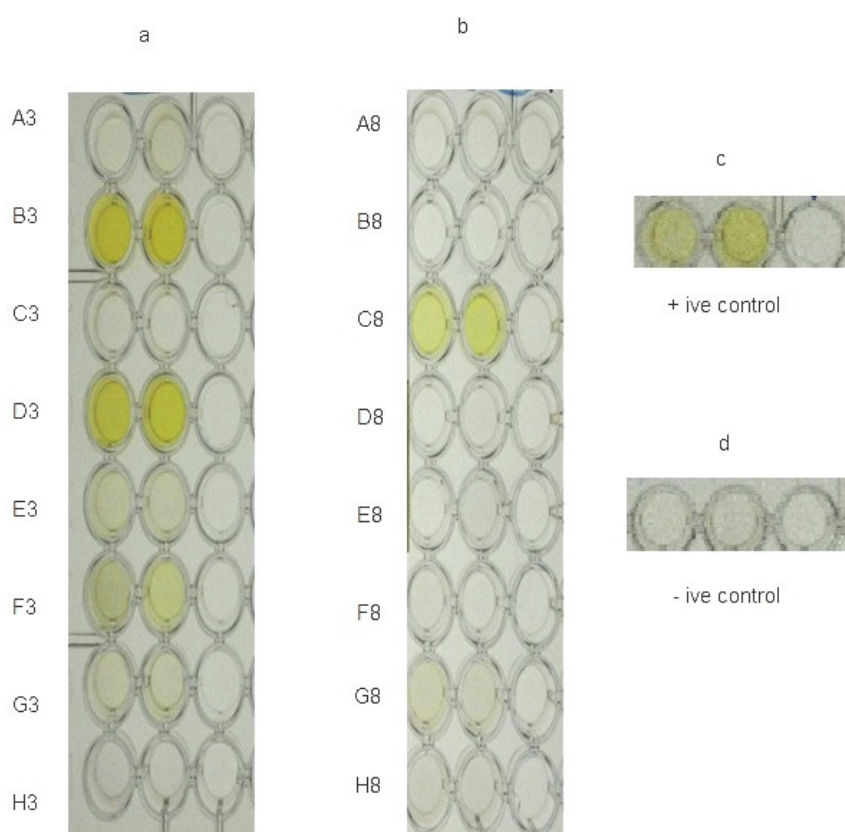 a
b
A3
B3
C3
D3
E3
F3
G3
H3
A8
B8
C8
D8
E8
F8
G8
H8
c
+ ive control
d
- ive control